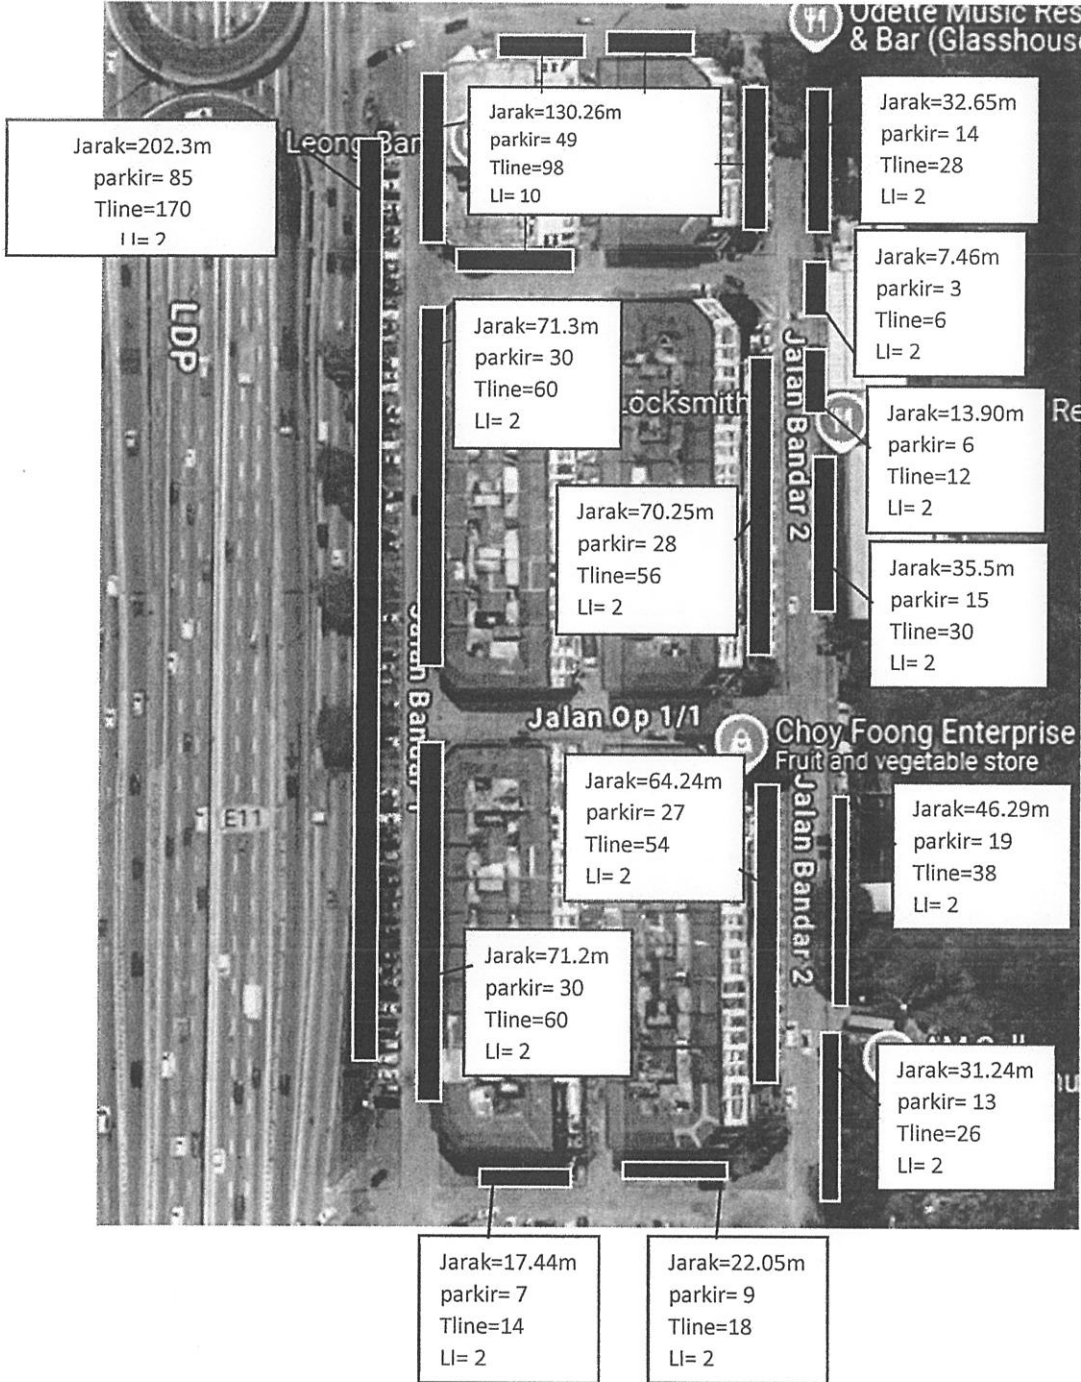 Odette Music Res
& Bar (Glasshous
Jarak=202.3m
parkir= 85
Tline=170
LI= 2
Leong Ban
Jarak=130.26m
parkir= 49
Tline=98
LI= 10
Jarak=32.65m
parkir= 14
Tline=28
LI= 2
Jarak=7.46m
parkir= 3
Tline=6
LI= 2
LDP
Jarak=71.3m
parkir= 30
Tline=60
LI= 2
Locksmith
Jalan Bandar 2
Re
Jarak=13.90m
parkir= 6
Tline=12
LI= 2
Jarak=70.25m
parkir= 28
Tline=56
LI= 2
Jarak=35.5m
parkir= 15
Tline=30
LI= 2
Jalan Bandar 1
Jalan Op 1/1
Choy Foong Enterprise
Fruit and vegetable store
E11
Jarak=64.24m
parkir= 27
Tline=54
LI= 2
Jalan Bandar 2
Jarak=46.29m
parkir= 19
Tline=38
LI= 2
Jarak=71.2m
parkir= 30
Tline=60
LI= 2
Jarak=31.24m
parkir= 13
Tline=26
LI= 2
Jarak=17.44m
parkir= 7
Tline=14
LI= 2
Jarak=22.05m
parkir= 9
Tline=18
LI= 2